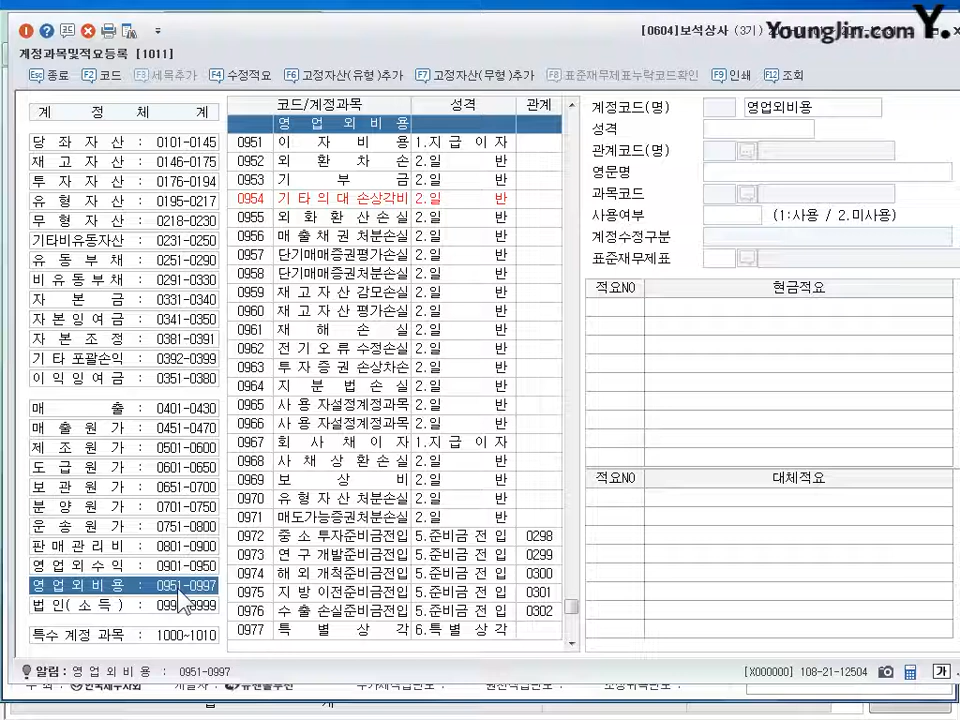 [0604]보석상사 (3기)
Younglin.com Y.
계정과목및적요등록 [1011]
Esc 종료 F2 코드 F3 세목추가 F4 수정적요 F6 고정자산(유형)추가 F7 고정자산(무형)추가 F8 표준재무제표누락코드확인 F9 인쇄 F12 조회
계 정 체 계
당 좌 자 산 : 0101-0145
재 고 자 산 : 0146-0175
투 자 자 산 : 0176-0194
유 형 자 산 : 0195-0217
무 형 자 산 : 0218-0230
기타비유동자산 : 0231-0250
유 동 부 채 : 0251-0290
비 유 동 부 채 : 0291-0330
자 본 금 : 0331-0340
자 본 잉 여 금 : 0341-0350
자 본 조 정 : 0381-0391
기 타 포괄손익 : 0392-0399
이 익 잉 여 금 : 0351-0380
매 출 : 0401-0430
매 출 원 가 : 0451-0470
제 조 원 가 : 0501-0600
도 급 원 가 : 0601-0650
보 관 원 가 : 0651-0700
분 양 원 가 : 0701-0750
운 송 원 가 : 0751-0800
판 매 관 리 비 : 0801-0900
영 업 외 수 익 : 0901-0950
영 업 외 비 용 : 0951-0997
법 인( 소 득 ) : 0998-0999
특수 계정 과목 : 1000~1010
코드/계정과목 성격 관계
영 업 외 비 용
0951 이 자 비 용 1.지 급 이 자
0952 외 환 차 손 2.일 반
0953 기 부 금 2.일 반
0954 기 타 의 대 손상각비 2.일 반
0955 외 화 환 산 손 실 2.일 반
0956 매 출 채 권 처분손실 2.일 반
0957 단기매매증권평가손실 2.일 반
0958 단기매매증권처분손실 2.일 반
0959 재 고 자 산 감모손실 2.일 반
0960 재 고 자 산 평가손실 2.일 반
0961 재 해 손 실 2.일 반
0962 전 기 오 류 수정손실 2.일 반
0963 투 자 증 권 손상차손 2.일 반
0964 지 분 법 손 실 2.일 반
0965 사 용 자설정계정과목 2.일 반
0966 사 용 자설정계정과목 2.일 반
0967 회 사 채 이 자 1.지 급 이 자
0968 사 채 상 환 손 실 2.일 반
0969 보 상 비 2.일 반
0970 유 형 자 산 처분손실 2.일 반
0971 매도가능증권처분손실 2.일 반
0972 중 소 투자준비금전입 5.준비금 전 입 0298
0973 연 구 개발준비금전입 5.준비금 전 입 0299
0974 해 외 개척준비금전입 5.준비금 전 입 0300
0975 지 방 이전준비금전입 5.준비금 전 입 0301
0976 수 출 손실준비금전입 5.준비금 전 입 0302
0977 특 별 상 각 6.특 별 상 각
계정코드(명) 영업외비용
성격
관계코드(명)
영문명
과목코드
사용여부 (1:사용 / 2.미사용)
계정수정구분
표준재무제표
적요NO 현금적요
적요NO 대체적요
알림: 영 업 외 비 용 : 0951-0997
[X000000] 108-21-12504 가